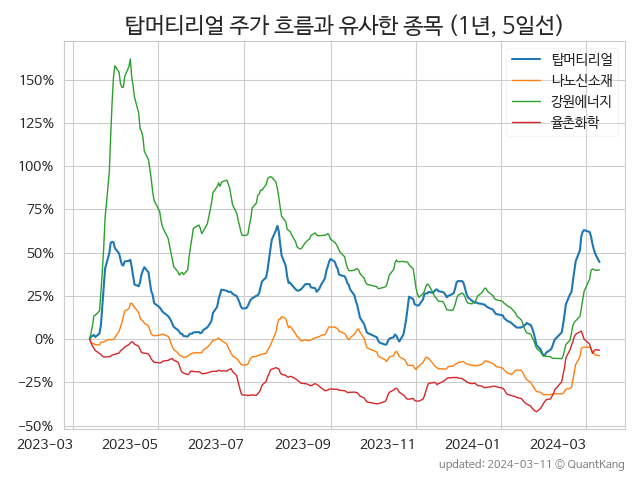 탑머티리얼 주가 흐름과 유사한 종목 (1년, 5일선)
탑머티리얼
나노신소재
강원에너지
율촌화학
150%
125%
100%
75%
50%
25%
0%
−25%
−50%
2023-03
2023-05
2023-07
2023-09
2023-11
2024-01
2024-03
updated: 2024-03-11 © QuantKang